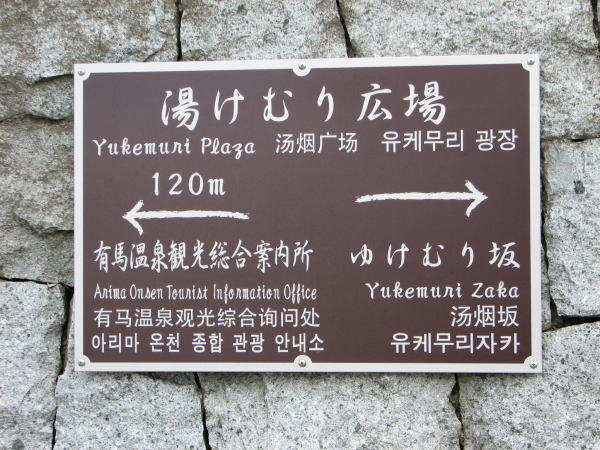 湯けむり広場
Yukemuri Plaza 汤烟广场 유케무리 광장
120m
有馬温泉観光総合案内所
Arima Onsen Tourist Information Office
有马温泉观光综合询问处
아리마 온천 종합 관광 안내소
ゆけむり坂
Yukemuri Zaka
汤烟坂
유케무리자카